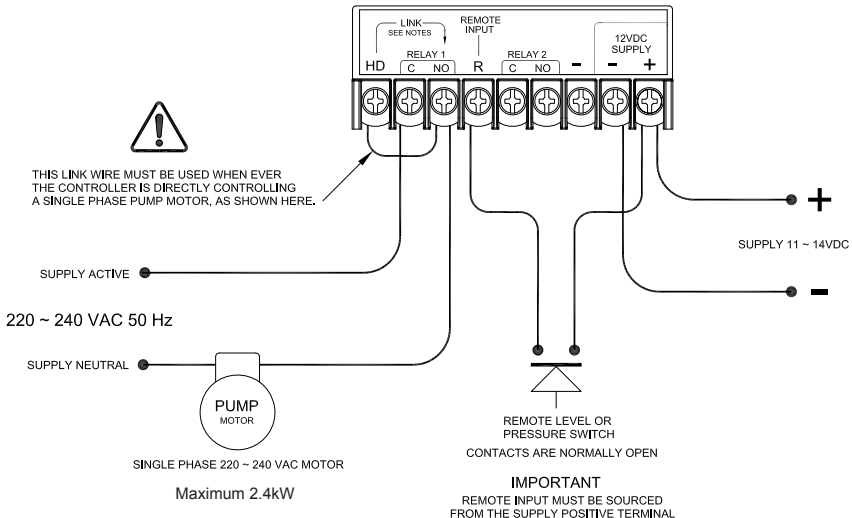 LINK
SEE NOTES
REMOTE
INPUT
12VDC
SUPPLY
RELAY 1
RELAY 2
HD C NO R C NO - - +
THIS LINK WIRE MUST BE USED WHEN EVER
THE CONTROLLER IS DIRECTLY CONTROLLING
A SINGLE PHASE PUMP MOTOR, AS SHOWN HERE.
+
SUPPLY 11 ~ 14VDC
-
SUPPLY ACTIVE
220 ~ 240 VAC 50 Hz
SUPPLY NEUTRAL
PUMP
MOTOR
SINGLE PHASE 220 ~ 240 VAC MOTOR
Maximum 2.4kW
REMOTE LEVEL OR
PRESSURE SWITCH
CONTACTS ARE NORMALLY OPEN
IMPORTANT
REMOTE INPUT MUST BE SOURCED
FROM THE SUPPLY POSITIVE TERMINAL